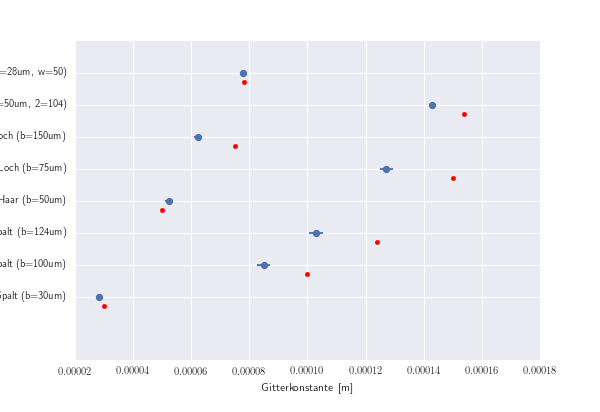 =28um, w=50)
=50um, 2=104)
och (b=150um)
Loch (b=75um)
Haar (b=50um)
palt (b=124um)
palt (b=100um)
Spalt (b=30um)
0.00002 0.00004 0.00006 0.00008 0.00010 0.00012 0.00014 0.00016 0.00018
Gitterkonstante [m]